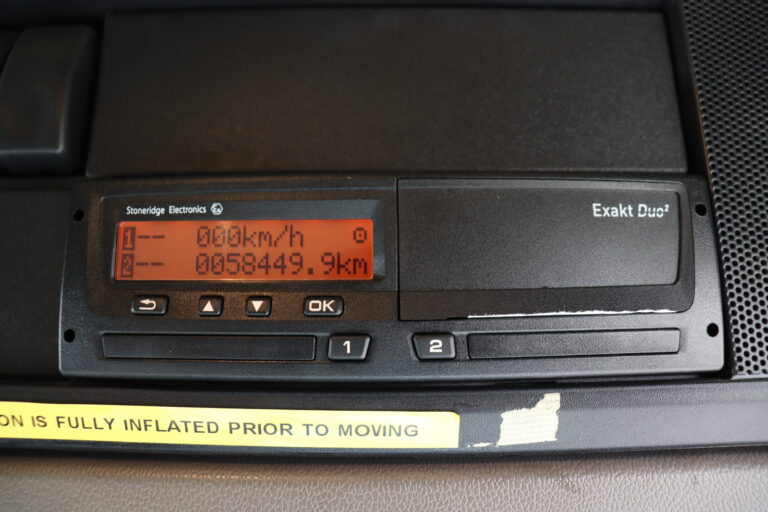 Stoneridge Electronics Ex
Exakt Duo²
1-- 000km/h
2-- 0058449.9km
OK
1
2
ON IS FULLY INFLATED PRIOR TO MOVING